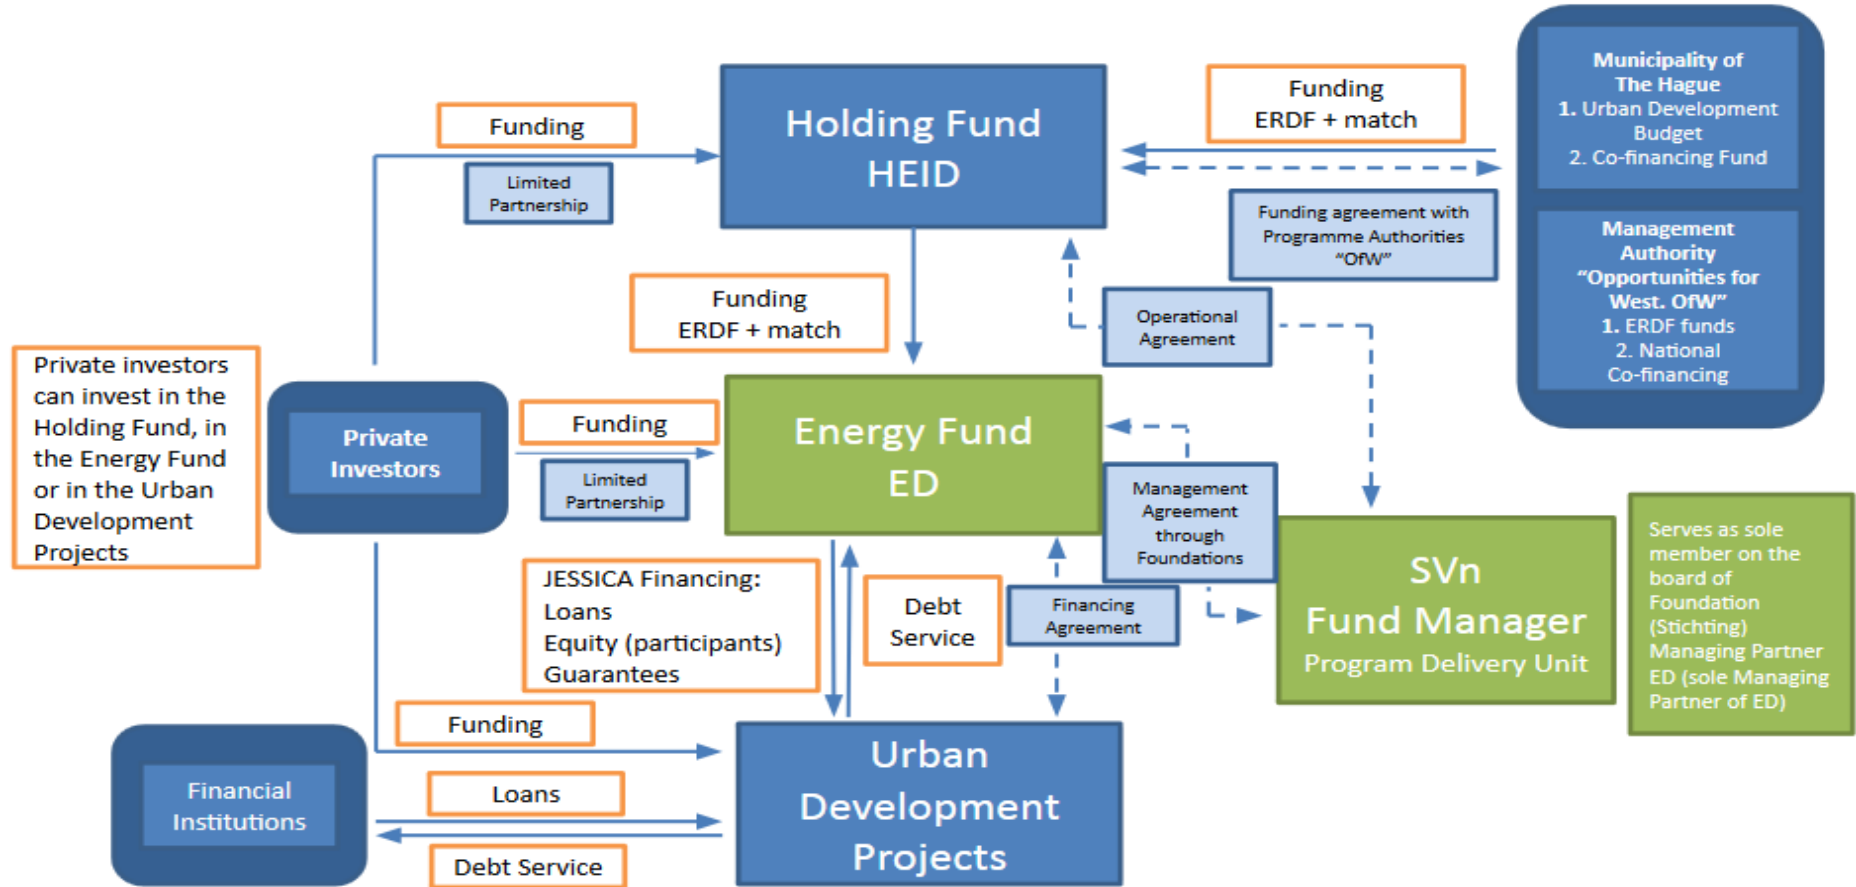 Funding
Limited
Partnership
Holding Fund
HEID
Funding
ERDF + match
Funding agreement with
Programme Authorities
“OfW”
Municipality of
The Hague
1. Urban Development
Budget
2. Co-financing Fund
Management
Authority
“Opportunities for
West. OfW”
1. ERDF funds
2. National
Co-financing
Funding
ERDF + match
Operational
Agreement
Private investors
can invest in the
Holding Fund, in
the Energy Fund
or in the Urban
Development
Projects
Private
Investors
Funding
Limited
Partnership
Energy Fund
ED
Management
Agreement
through
Foundations
SVn
Fund Manager
Program Delivery Unit
Serves as sole
member on the
board of
Foundation
(Stichting)
Managing Partner
ED (sole Managing
Partner of ED)
JESSICA Financing:
Loans
Equity (participants)
Guarantees
Debt
Service
Financing
Agreement
Funding
Financial
Institutions
Loans
Debt Service
Urban
Development
Projects